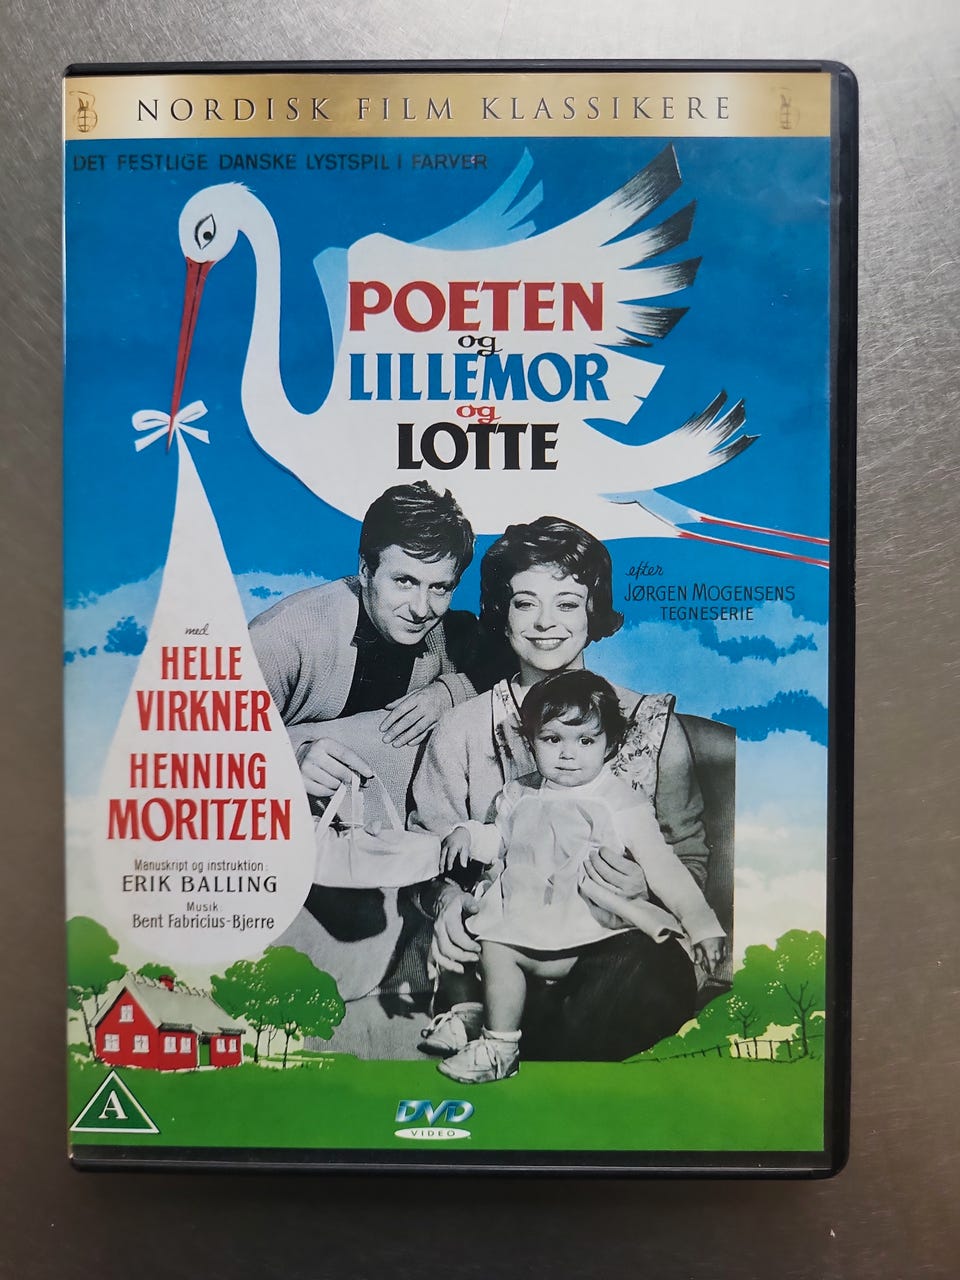 NORDISK FILM KLASSIKERE
DET FESTLIGE DANSKE LYSTSPIL I FARVER
POETEN
og
LILLEMOR
og
LOTTE
efter
JØRGEN MOGENSENS
TEGNESERIE
med
HELLE
VIRKNER
HENNING
MORITZEN
Manuskript og instruktion:
ERIK BALLING
Musik:
Bent Fabricius-Bjerre
A
DVD
VIDEO